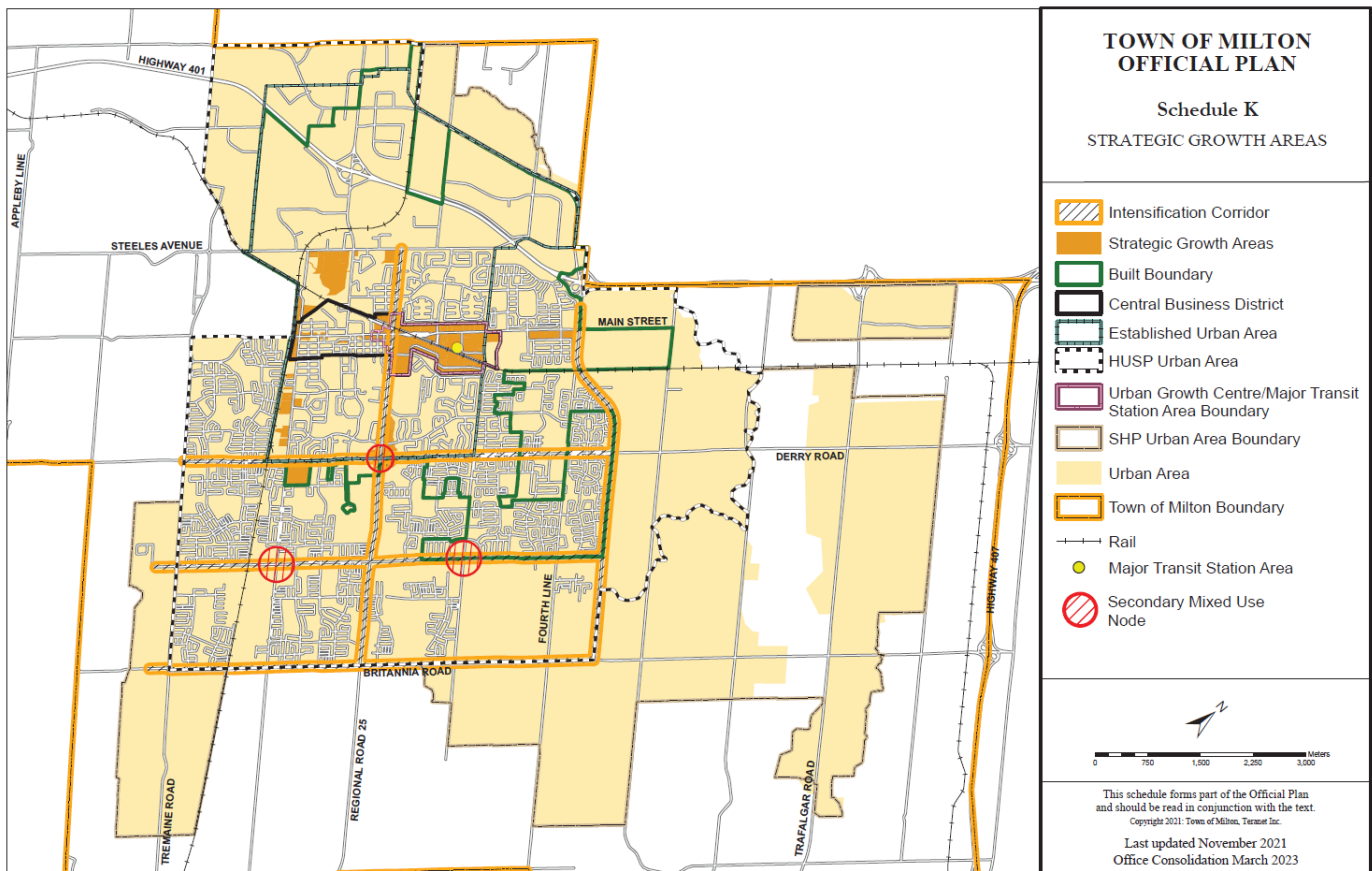 HIGHWAY 401
APPLEBY LINE
STEELES AVENUE
MAIN STREET
DERRY ROAD
FOURTH LINE
HIGHWAY 407
BRITANNIA ROAD
REGIONAL ROAD 25
TREMAINE ROAD
TRAFALGAR ROAD
TOWN OF MILTON
OFFICIAL PLAN
Schedule K
STRATEGIC GROWTH AREAS
Intensification Corridor
Strategic Growth Areas
Built Boundary
Central Business District
Established Urban Area
HUSP Urban Area
Urban Growth Centre/Major Transit
Station Area Boundary
SHP Urban Area Boundary
Urban Area
Town of Milton Boundary
Rail
Major Transit Station Area
Secondary Mixed Use
Node
N
Meters
0 750 1,500 2,250 3,000
This schedule forms part of the Official Plan
and should be read in conjunction with the text.
Copyright 2021: Town of Milton, Teranet Inc.
Last updated November 2021
Office Consolidation March 2023